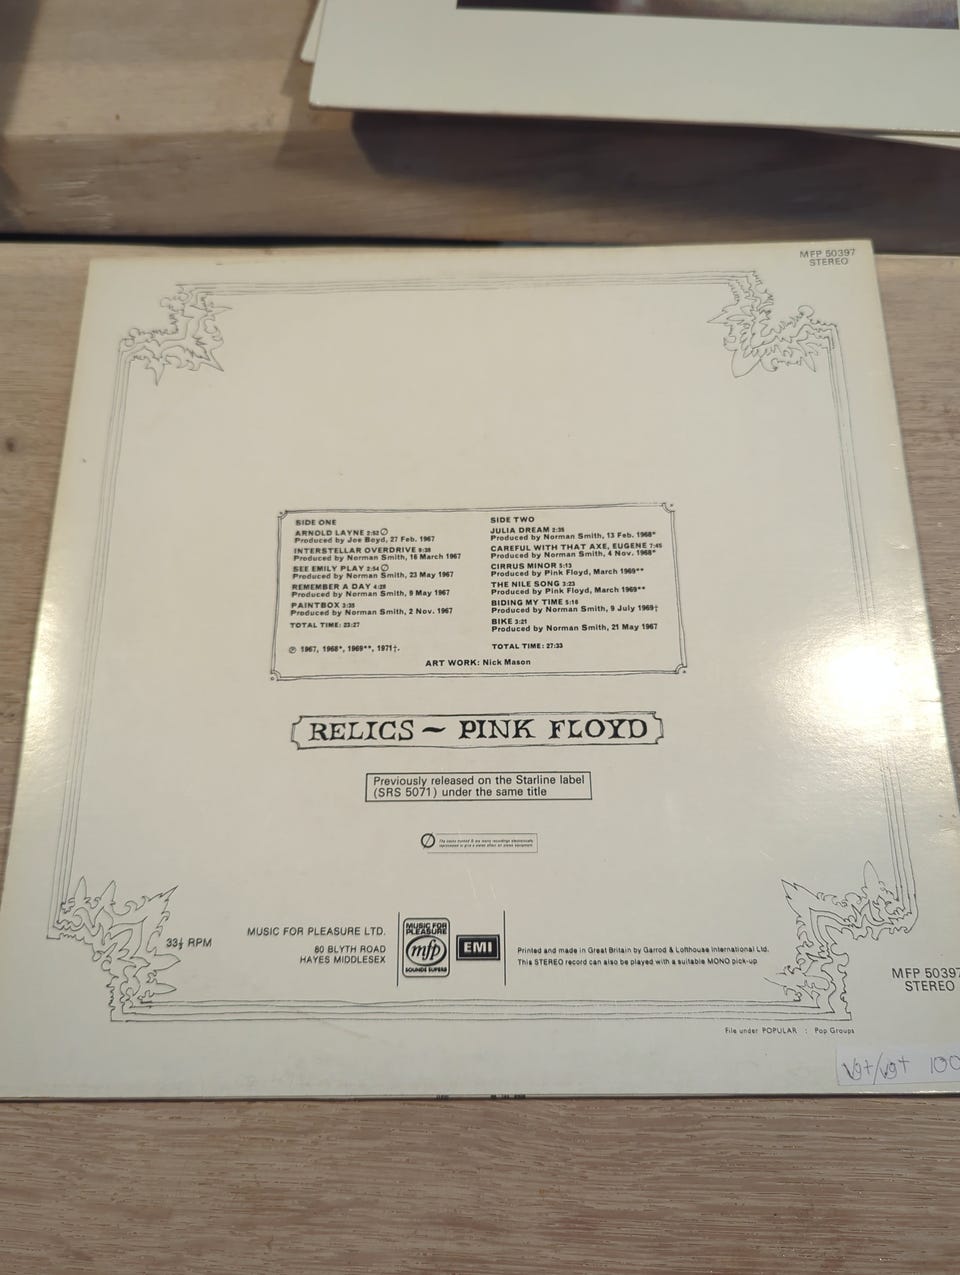 MFP 50397
STEREO
SIDE ONE
ARNOLD LAYNE 2:52 ∅
Produced by Joe Boyd, 27 Feb. 1967
INTERSTELLAR OVERDRIVE 9:38
Produced by Norman Smith, 16 March 1967
SEE EMILY PLAY 2:54 ∅
Produced by Norman Smith, 23 May 1967
REMEMBER A DAY 4:28
Produced by Norman Smith, 9 May 1967
PAINTBOX 3:35
Produced by Norman Smith, 2 Nov. 1967
TOTAL TIME: 23:27
℗ 1967, 1968*, 1969**, 1971†.
SIDE TWO
JULIA DREAM 2:35
Produced by Norman Smith, 13 Feb. 1968*
CAREFUL WITH THAT AXE, EUGENE 7:45
Produced by Norman Smith, 4 Nov. 1968*
CIRRUS MINOR 5:13
Produced by Pink Floyd, March 1969**
THE NILE SONG 3:23
Produced by Pink Floyd, March 1969**
BIDING MY TIME 5:18
Produced by Norman Smith, 9 July 1969†
BIKE 3:21
Produced by Norman Smith, 21 May 1967
TOTAL TIME: 27:33
ART WORK: Nick Mason
RELICS ~ PINK FLOYD
Previously released on the Starline label
(SRS 5071) under the same title
33⅓ RPM
MUSIC FOR PLEASURE LTD.
80 BLYTH ROAD
HAYES MIDDLESEX
MUSIC FOR
PLEASURE
mfp
SOUNDS SUPERB
EMI
Printed and made in Great Britain by Garrod & Lofthouse International Ltd.
This STEREO record can also be played with a suitable MONO pick-up
MFP 50397
STEREO
File under POPULAR : Pop Groups
Vg+/vg+ 100